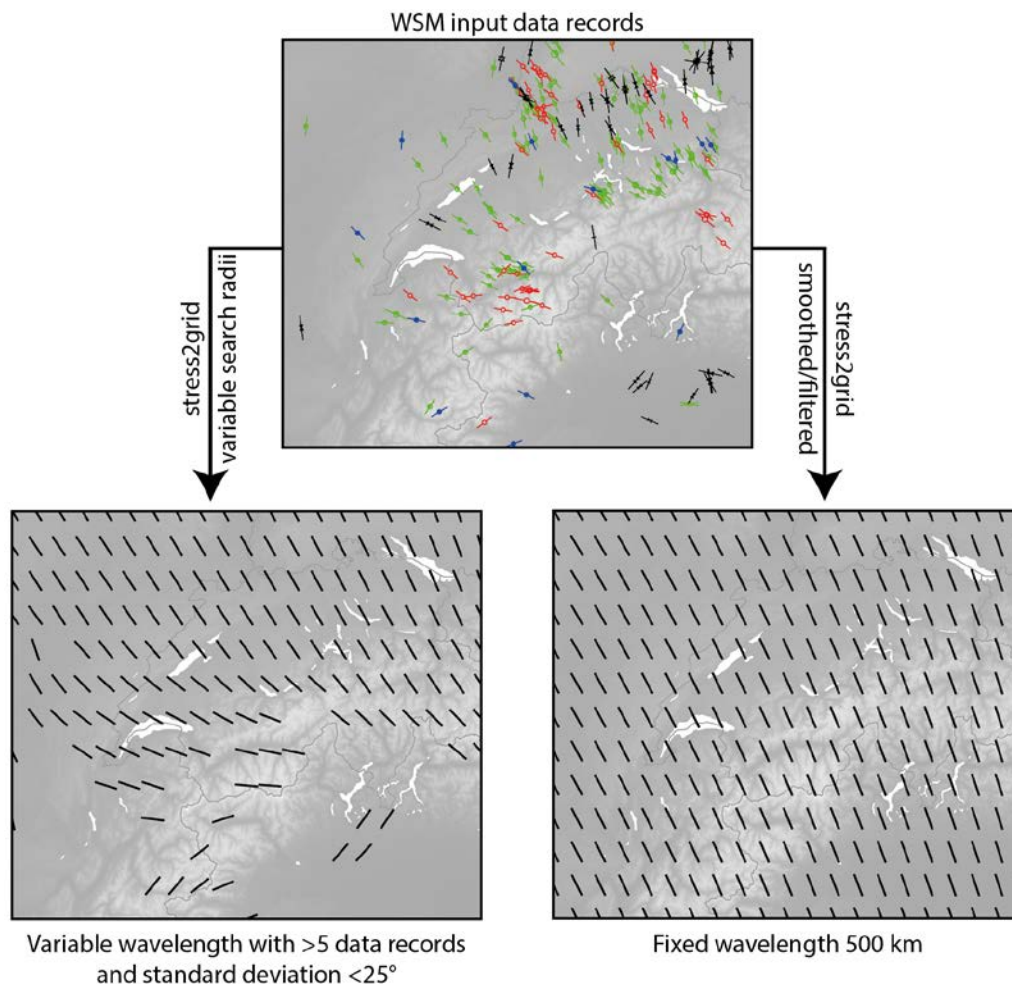 WSM input data records
stress2grid
variable search radii
stress2grid
smoothed/filtered
Variable wavelength with >5 data records
and standard deviation <25°
Fixed wavelength 500 km